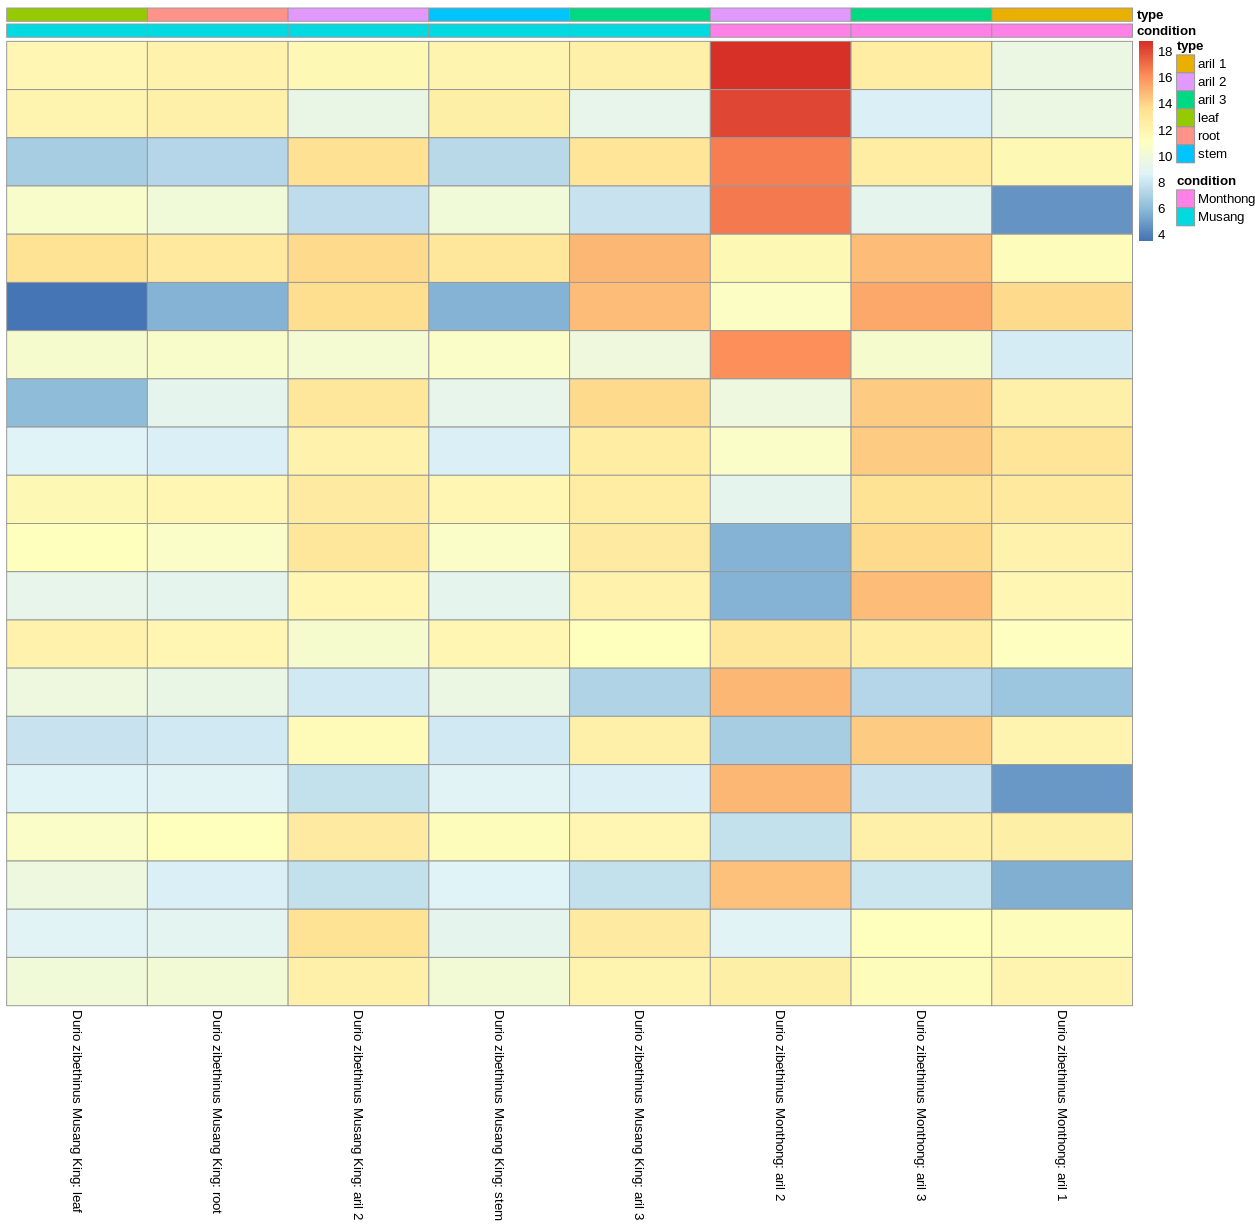 type
condition
18
16
14
12
10
8
6
4
type
aril 1
aril 2
aril 3
leaf
root
stem
condition
Monthong
Musang
Durio zibethinus Musang King: leaf
Durio zibethinus Musang King: root
Durio zibethinus Musang King: aril 2
Durio zibethinus Musang King: stem
Durio zibethinus Musang King: aril 3
Durio zibethinus Monthong: aril 2
Durio zibethinus Monthong: aril 3
Durio zibethinus Monthong: aril 1